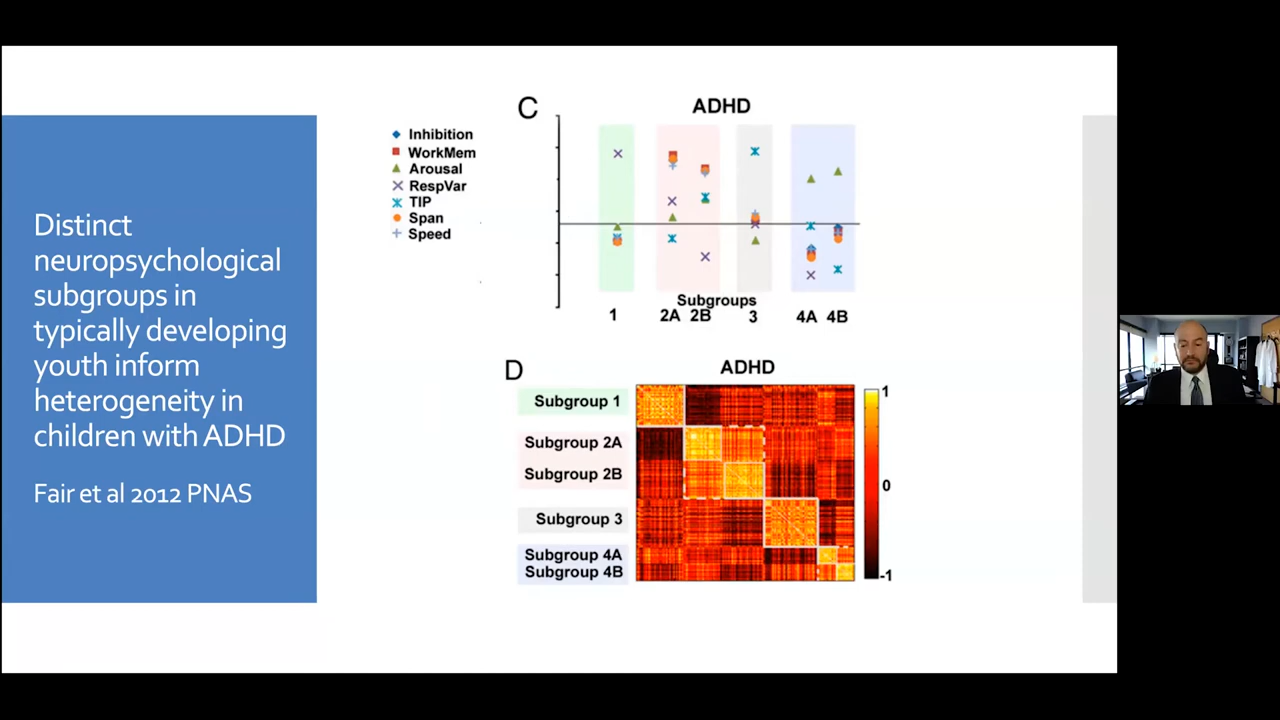 Distinct
neuropsychological
subgroups in
typically developing
youth inform
heterogeneity in
children with ADHD
Fair et al 2012 PNAS
C
ADHD
Inhibition
WorkMem
Arousal
RespVar
TIP
Span
Speed
Subgroups
1 2A 2B 3 4A 4B
D
ADHD
Subgroup 1
Subgroup 2A
Subgroup 2B
Subgroup 3
Subgroup 4A
Subgroup 4B
1
0
-1